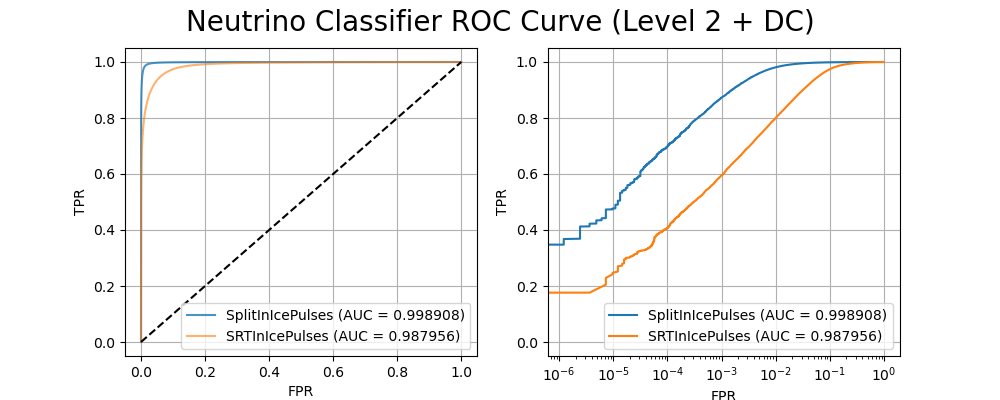 Neutrino Classifier ROC Curve (Level 2 + DC)
TPR
1.0
0.8
0.6
0.4
0.2
0.0
0.0 0.2 0.4 0.6 0.8 1.0
FPR
SplitInIcePulses (AUC = 0.998908)
SRTInIcePulses (AUC = 0.987956)
TPR
1.0
0.8
0.6
0.4
0.2
0.0
10⁻⁶ 10⁻⁵ 10⁻⁴ 10⁻³ 10⁻² 10⁻¹ 10⁰
FPR
SplitInIcePulses (AUC = 0.998908)
SRTInIcePulses (AUC = 0.987956)